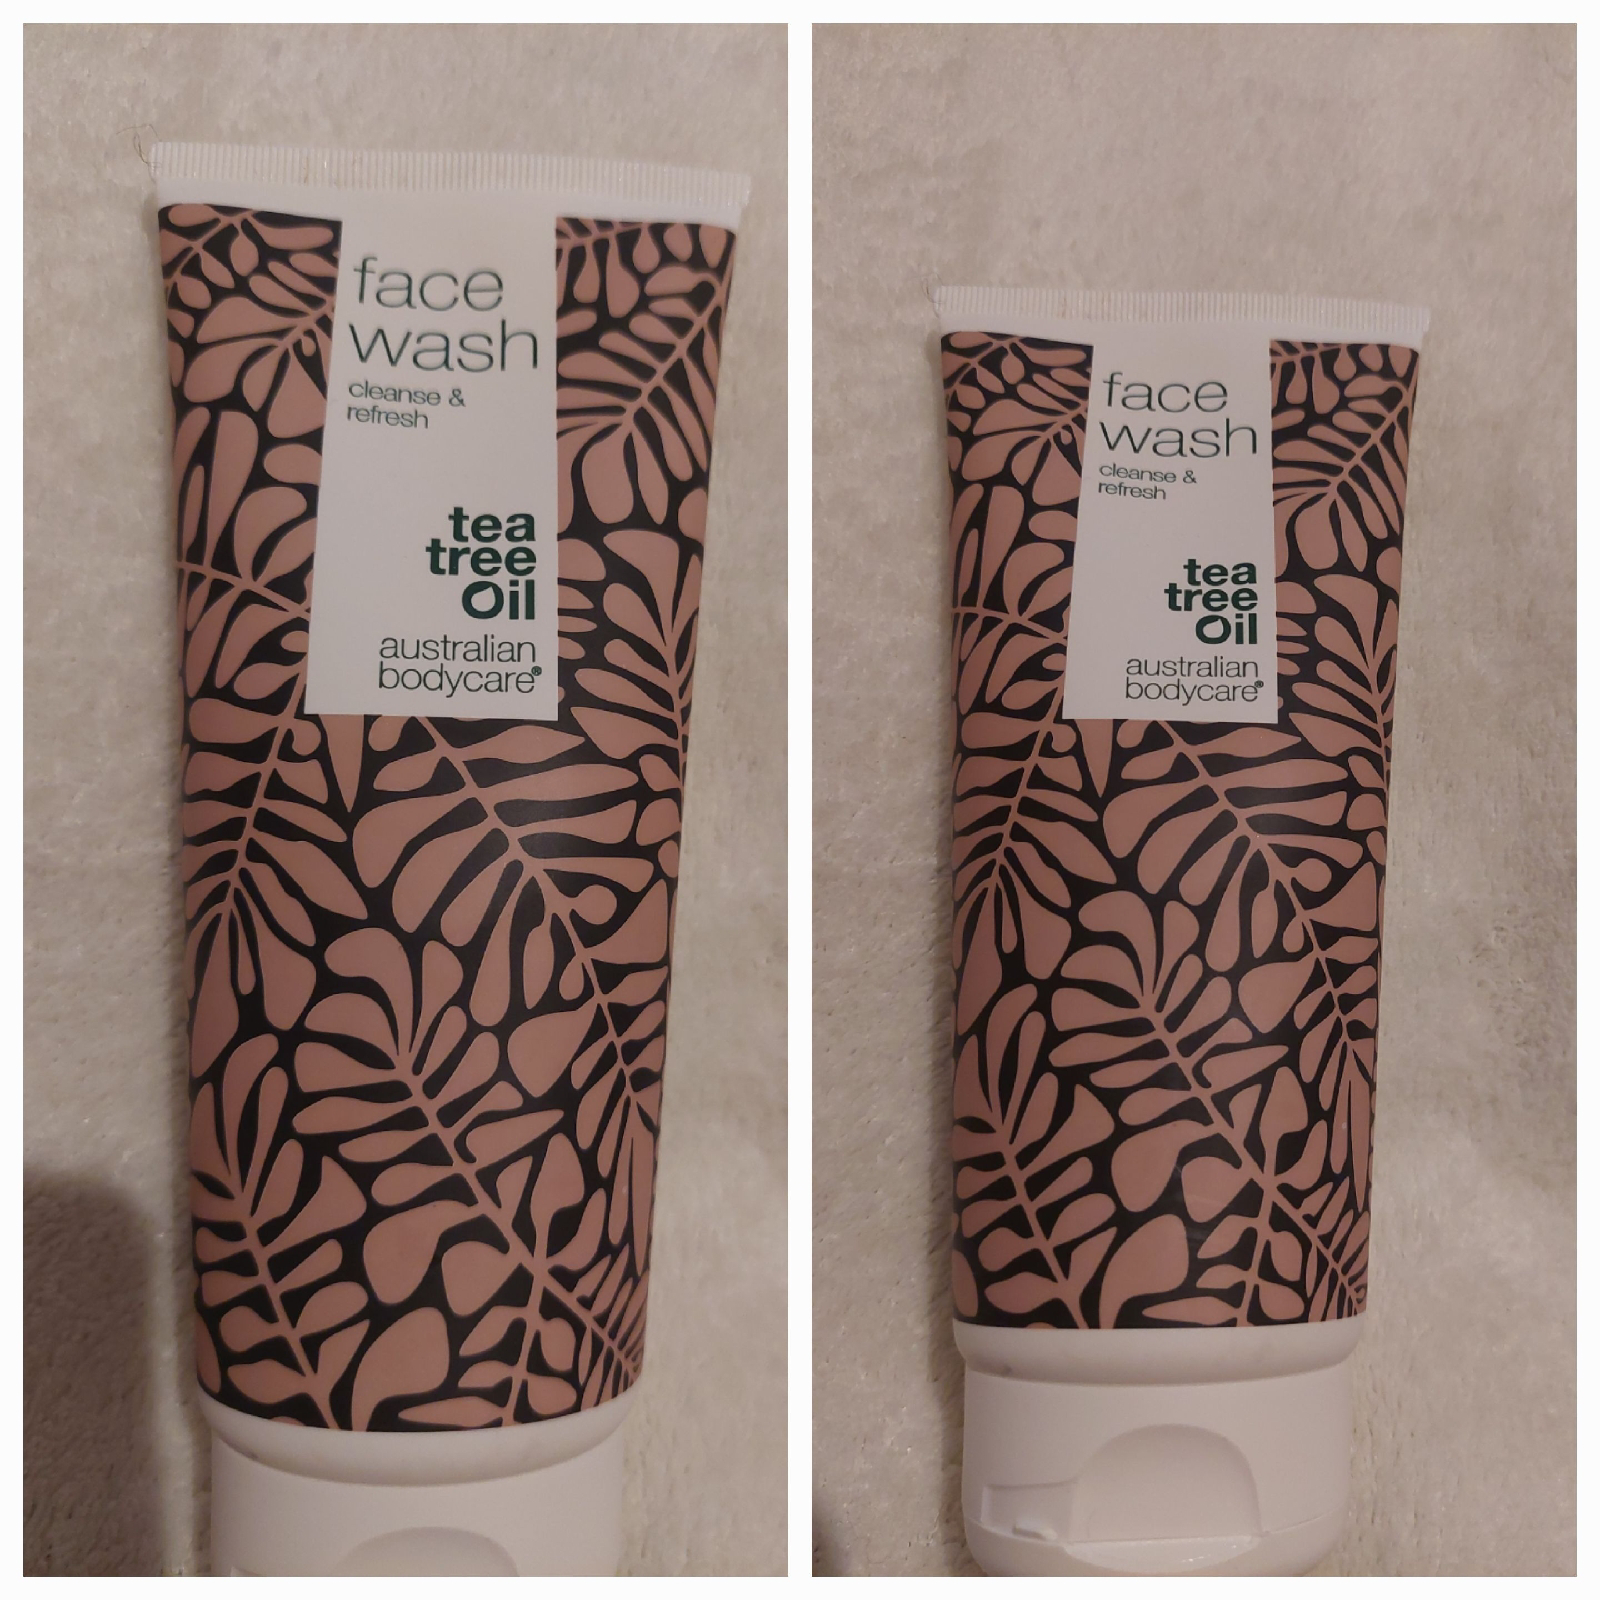 face
wash
cleanse &
refresh
tea
tree
Oil
australian
bodycare®
face
wash
cleanse &
refresh
tea
tree
Oil
australian
bodycare®